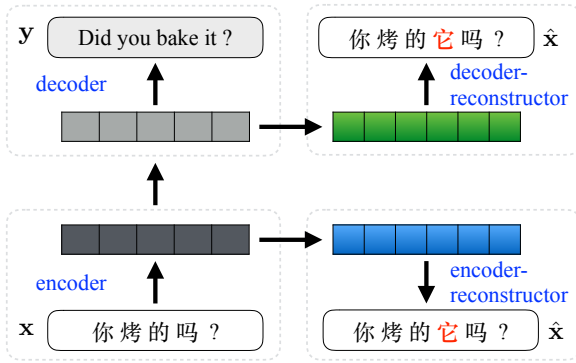 y
Did you bake it ?
你 烤 的 它 吗 ?
x̂
decoder
decoder-
reconstructor
encoder
encoder-
reconstructor
x
你 烤 的 吗 ?
你 烤 的 它 吗 ?
x̂